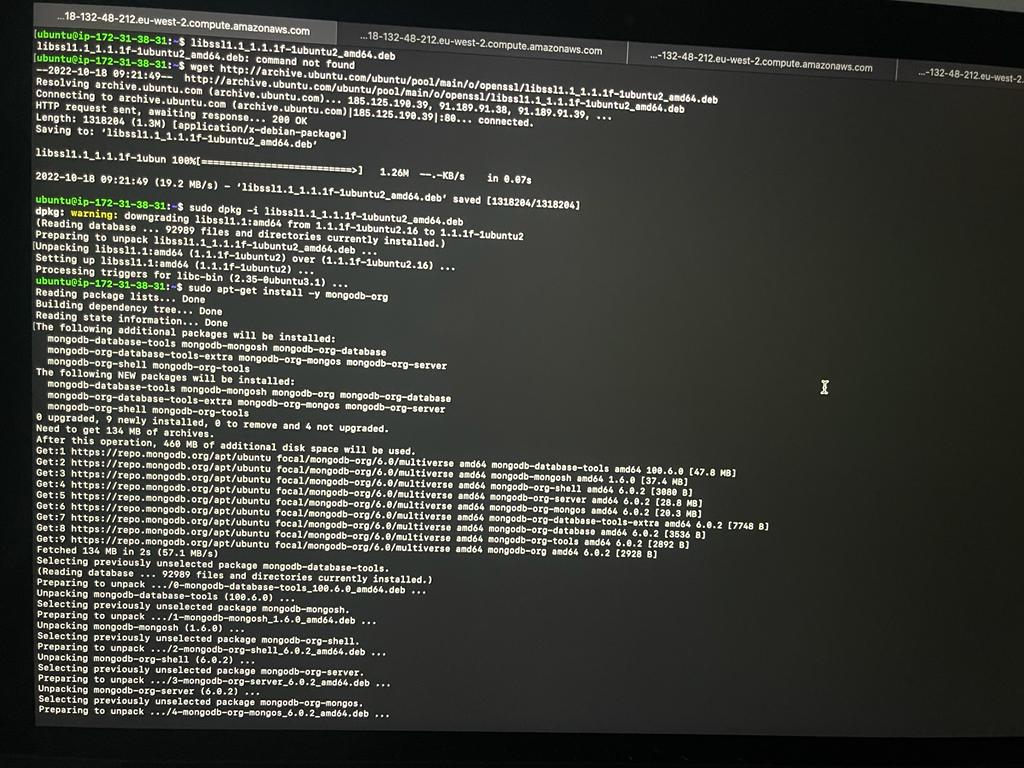 ...18-132-48-212.eu-west-2.compute.amazonaws.com
...18-132-48-212.eu-west-2.compute.amazonaws.com
...-132-48-212.eu-west-2.compute.amazonaws.com
...-132-48-212.eu-west-2.
[ubuntu@ip-172-31-38-31:~$ libssl1.1_1.1.1f-1ubuntu2_amd64.deb
libssl1.1_1.1.1f-1ubuntu2_amd64.deb: command not found
[ubuntu@ip-172-31-38-31:~$ wget http://archive.ubuntu.com/ubuntu/pool/main/o/openssl/libssl1.1_1.1.1f-1ubuntu2_amd64.deb
--2022-10-18 09:21:49-- http://archive.ubuntu.com/ubuntu/pool/main/o/openssl/libssl1.1_1.1.1f-1ubuntu2_amd64.deb
Resolving archive.ubuntu.com (archive.ubuntu.com)... 185.125.190.39, 91.189.91.38, 91.189.91.39, ...
Connecting to archive.ubuntu.com (archive.ubuntu.com)|185.125.190.39|:80... connected.
HTTP request sent, awaiting response... 200 OK
Length: 1318204 (1.3M) [application/x-debian-package]
Saving to: ‘libssl1.1_1.1.1f-1ubuntu2_amd64.deb’
libssl1.1_1.1.1f-1ubun 100%[===========================>] 1.26M --.-KB/s in 0.07s
2022-10-18 09:21:49 (19.2 MB/s) - ‘libssl1.1_1.1.1f-1ubuntu2_amd64.deb’ saved [1318204/1318204]
ubuntu@ip-172-31-38-31:~$ sudo dpkg -i libssl1.1_1.1.1f-1ubuntu2_amd64.deb
dpkg: warning: downgrading libssl1.1:amd64 from 1.1.1f-1ubuntu2.16 to 1.1.1f-1ubuntu2
(Reading database ... 92989 files and directories currently installed.)
Preparing to unpack libssl1.1_1.1.1f-1ubuntu2_amd64.deb ...
[Unpacking libssl1.1:amd64 (1.1.1f-1ubuntu2) over (1.1.1f-1ubuntu2.16) ...
Setting up libssl1.1:amd64 (1.1.1f-1ubuntu2) ...
Processing triggers for libc-bin (2.35-0ubuntu3.1) ...
ubuntu@ip-172-31-38-31:~$ sudo apt-get install -y mongodb-org
Reading package lists... Done
Building dependency tree... Done
Reading state information... Done
[The following additional packages will be installed:
mongodb-database-tools mongodb-mongosh mongodb-org-database
mongodb-org-database-tools-extra mongodb-org-mongos mongodb-org-server
mongodb-org-shell mongodb-org-tools
The following NEW packages will be installed:
mongodb-database-tools mongodb-mongosh mongodb-org mongodb-org-database
mongodb-org-database-tools-extra mongodb-org-mongos mongodb-org-server
mongodb-org-shell mongodb-org-tools
0 upgraded, 9 newly installed, 0 to remove and 4 not upgraded.
Need to get 134 MB of archives.
After this operation, 460 MB of additional disk space will be used.
Get:1 https://repo.mongodb.org/apt/ubuntu focal/mongodb-org/6.0/multiverse amd64 mongodb-database-tools amd64 100.6.0 [47.8 MB]
Get:2 https://repo.mongodb.org/apt/ubuntu focal/mongodb-org/6.0/multiverse amd64 mongodb-mongosh amd64 1.6.0 [37.4 MB]
Get:3 https://repo.mongodb.org/apt/ubuntu focal/mongodb-org/6.0/multiverse amd64 mongodb-org-shell amd64 6.0.2 [3080 B]
Get:4 https://repo.mongodb.org/apt/ubuntu focal/mongodb-org/6.0/multiverse amd64 mongodb-org-server amd64 6.0.2 [28.8 MB]
Get:5 https://repo.mongodb.org/apt/ubuntu focal/mongodb-org/6.0/multiverse amd64 mongodb-org-mongos amd64 6.0.2 [20.3 MB]
Get:6 https://repo.mongodb.org/apt/ubuntu focal/mongodb-org/6.0/multiverse amd64 mongodb-org-database-tools-extra amd64 6.0.2 [7748 B]
Get:7 https://repo.mongodb.org/apt/ubuntu focal/mongodb-org/6.0/multiverse amd64 mongodb-org-database amd64 6.0.2 [3536 B]
Get:8 https://repo.mongodb.org/apt/ubuntu focal/mongodb-org/6.0/multiverse amd64 mongodb-org-tools amd64 6.0.2 [2892 B]
Get:9 https://repo.mongodb.org/apt/ubuntu focal/mongodb-org/6.0/multiverse amd64 mongodb-org amd64 6.0.2 [2928 B]
Fetched 134 MB in 2s (57.1 MB/s)
Selecting previously unselected package mongodb-database-tools.
(Reading database ... 92989 files and directories currently installed.)
Preparing to unpack .../0-mongodb-database-tools_100.6.0_amd64.deb ...
Unpacking mongodb-database-tools (100.6.0) ...
Selecting previously unselected package mongodb-mongosh.
Preparing to unpack .../1-mongodb-mongosh_1.6.0_amd64.deb ...
Unpacking mongodb-mongosh (1.6.0) ...
Selecting previously unselected package mongodb-org-shell.
Preparing to unpack .../2-mongodb-org-shell_6.0.2_amd64.deb ...
Unpacking mongodb-org-shell (6.0.2) ...
Selecting previously unselected package mongodb-org-server.
Preparing to unpack .../3-mongodb-org-server_6.0.2_amd64.deb ...
Unpacking mongodb-org-server (6.0.2) ...
Selecting previously unselected package mongodb-org-mongos.
Preparing to unpack .../4-mongodb-org-mongos_6.0.2_amd64.deb ...